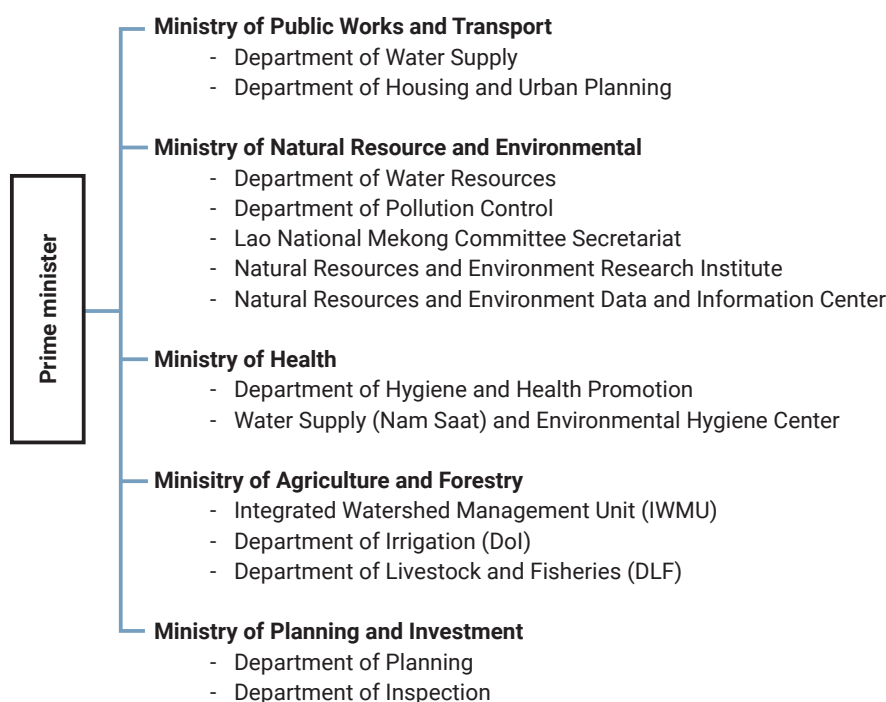 Prime minister
Ministry of Public Works and Transport
- Department of Water Supply
- Department of Housing and Urban Planning
Ministry of Natural Resource and Environmental
- Department of Water Resources
- Department of Pollution Control
- Lao National Mekong Committee Secretariat
- Natural Resources and Environment Research Institute
- Natural Resources and Environment Data and Information Center
Ministry of Health
- Department of Hygiene and Health Promotion
- Water Supply (Nam Saat) and Environmental Hygiene Center
Minisitry of Agriculture and Forestry
- Integrated Watershed Management Unit (IWMU)
- Department of Irrigation (DoI)
- Department of Livestock and Fisheries (DLF)
Ministry of Planning and Investment
- Department of Planning
- Department of Inspection